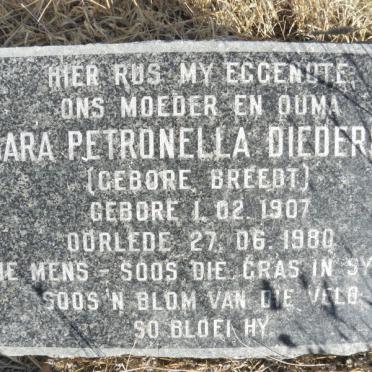 HIER RUS MY EGGENOTE,
ONS MOEDER EN OUMA
ARA PETRONELLA DIEDER
(GEBORE BREEDT)
GEBORE 1. 02. 1907
OORLEDE 27. 06. 1980
IE MENS - SOOS DIE GRAS IN SY
SOOS 'N BLOM VAN DIE VELD
SO BLOEI HY